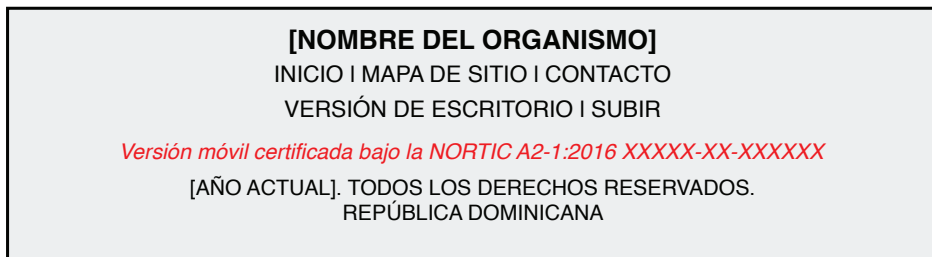 [NOMBRE DEL ORGANISMO]
INICIO I MAPA DE SITIO I CONTACTO
VERSIÓN DE ESCRITORIO I SUBIR
Versión móvil certificada bajo la NORTIC A2-1:2016 XXXXX-XX-XXXXXX
[AÑO ACTUAL]. TODOS LOS DERECHOS RESERVADOS.
REPÚBLICA DOMINICANA